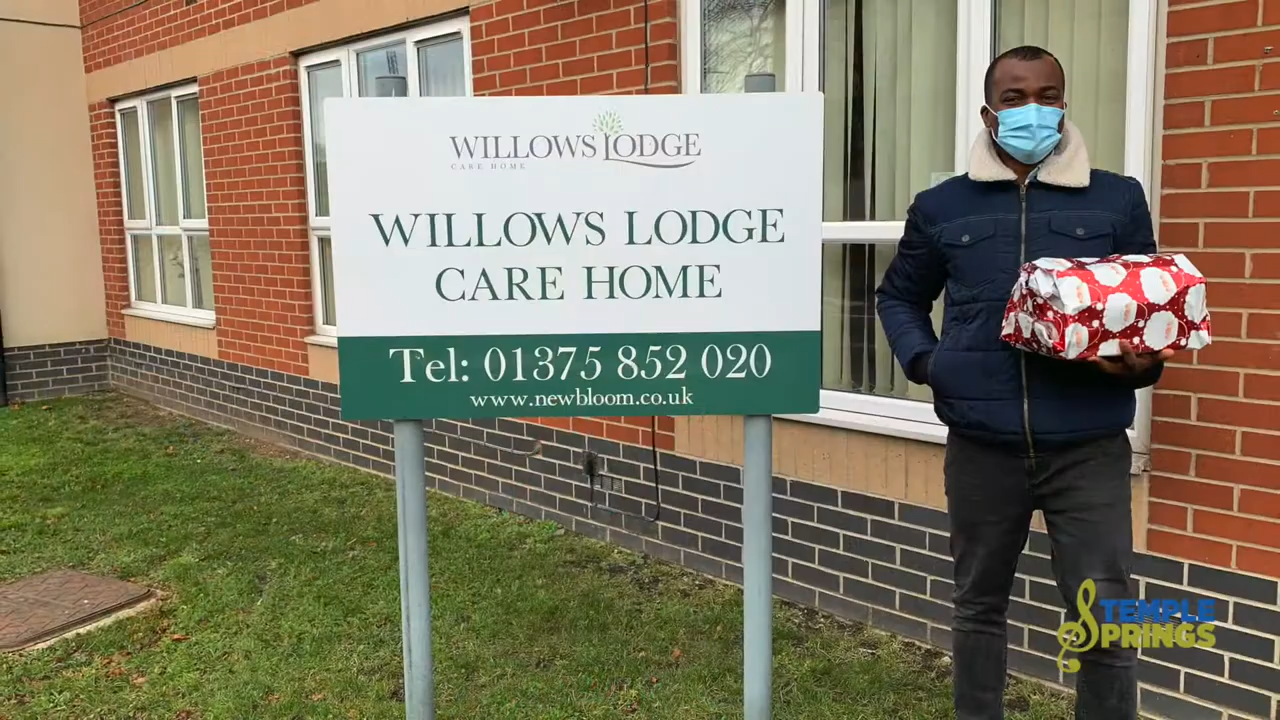 WILLOWS LODGE
CARE HOME
WILLOWS LODGE
CARE HOME
Tel: 01375 852 020
www.newbloom.co.uk
TEMPLE
SPRINGS